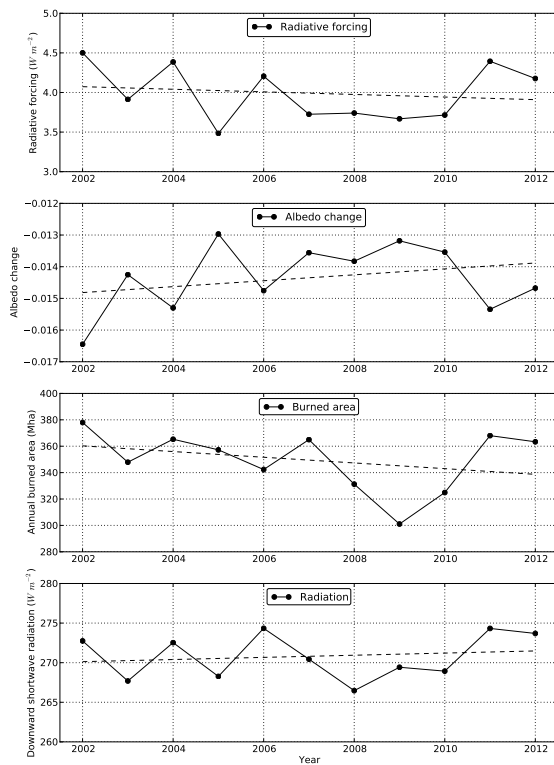 Radiative forcing
Radiative forcing (W m⁻²)
5.0
4.5
4.0
3.5
3.0
2002 2004 2006 2008 2010 2012
Albedo change
Albedo change
−0.012
−0.013
−0.014
−0.015
−0.016
−0.017
2002 2004 2006 2008 2010 2012
Burned area
Annual burned area (Mha)
400
380
360
340
320
300
280
2002 2004 2006 2008 2010 2012
Radiation
Downward shortwave radiation (W m⁻²)
280
275
270
265
260
2002 2004 2006 2008 2010 2012
Year